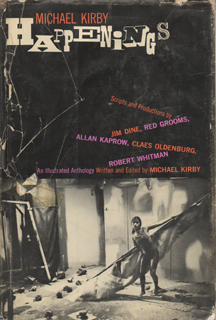 MICHAEL KIRBY
HAPPENINGS
Scripts and Productions by
JIM DINE, RED GROOMS,
ALLAN KAPROW, CLAES OLDENBURG,
ROBERT WHITMAN
An Illustrated Anthology Written and Edited by MICHAEL KIRBY